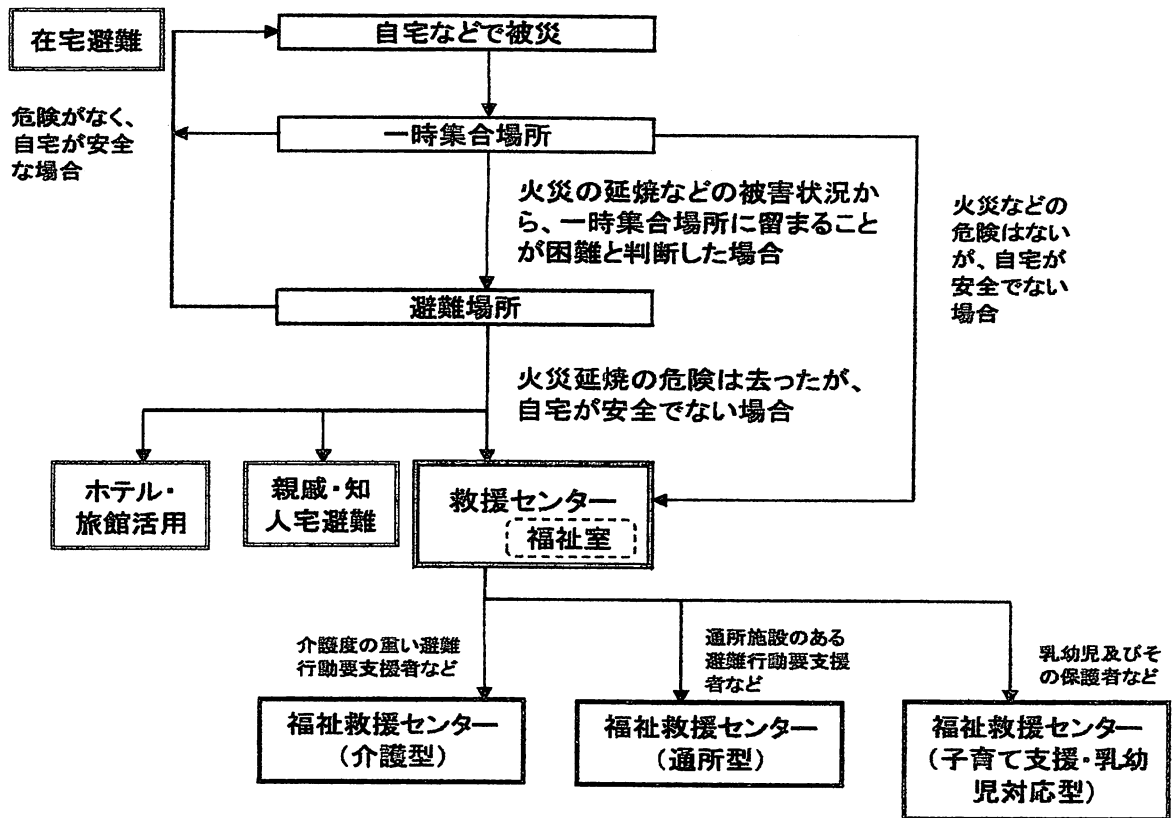 在宅避難
自宅などで被災
危険がなく、
自宅が安全
な場合
一時集合場所
火災の延焼などの被害状況か
ら、一時集合場所に留まること
が困難と判断した場合
火災などの
危険はない
が、自宅が
安全でない
場合
避難場所
火災延焼の危険は去ったが、
自宅が安全でない場合
ホテル・
旅館活用
親戚・知
人宅避難
救援センター
福祉室
介護度の重い避難
行動要支援者など
通所施設のある
避難行動要支援
者など
乳幼児及びそ
の保護者など
福祉救援センター
（介護型）
福祉救援センター
（通所型）
福祉救援センター
（子育て支援・乳幼
児対応型）